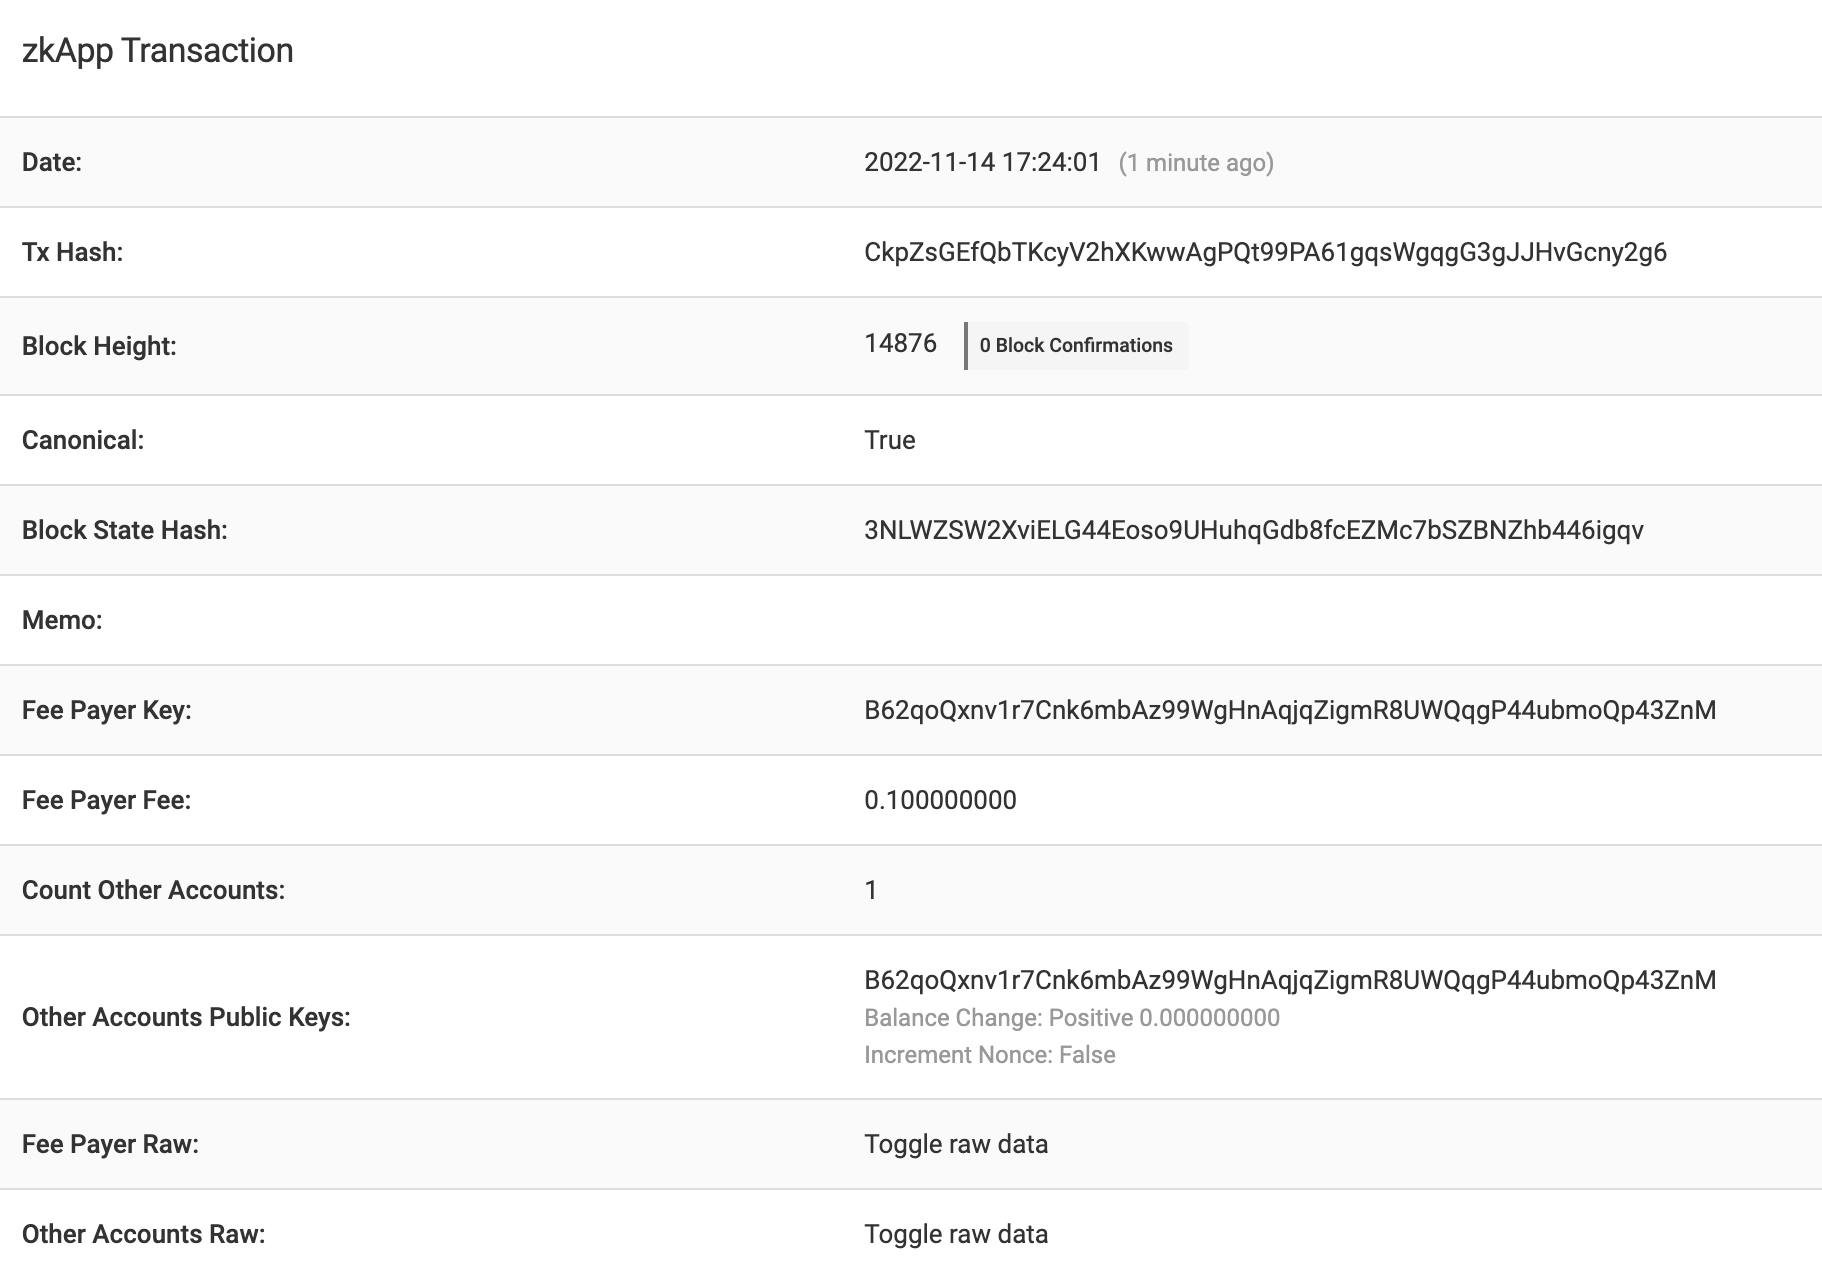 zkApp Transaction
Date: 2022-11-14 17:24:01 (1 minute ago)
Tx Hash: CkpZsGEfQbTKcyV2hXKwwAgPQt99PA61gqsWgqgG3gJJHvGcny2g6
Block Height: 14876 0 Block Confirmations
Canonical: True
Block State Hash: 3NLWZSW2XviELG44Eoso9UHuhqGdb8fcEZMc7bSZBNZhb446igqv
Memo:
Fee Payer Key: B62qoQxnv1r7Cnk6mbAz99WgHnAqjqZigmR8UWQqgP44ubmoQp43ZnM
Fee Payer Fee: 0.100000000
Count Other Accounts: 1
Other Accounts Public Keys: B62qoQxnv1r7Cnk6mbAz99WgHnAqjqZigmR8UWQqgP44ubmoQp43ZnM
Balance Change: Positive 0.000000000
Increment Nonce: False
Fee Payer Raw: Toggle raw data
Other Accounts Raw: Toggle raw data